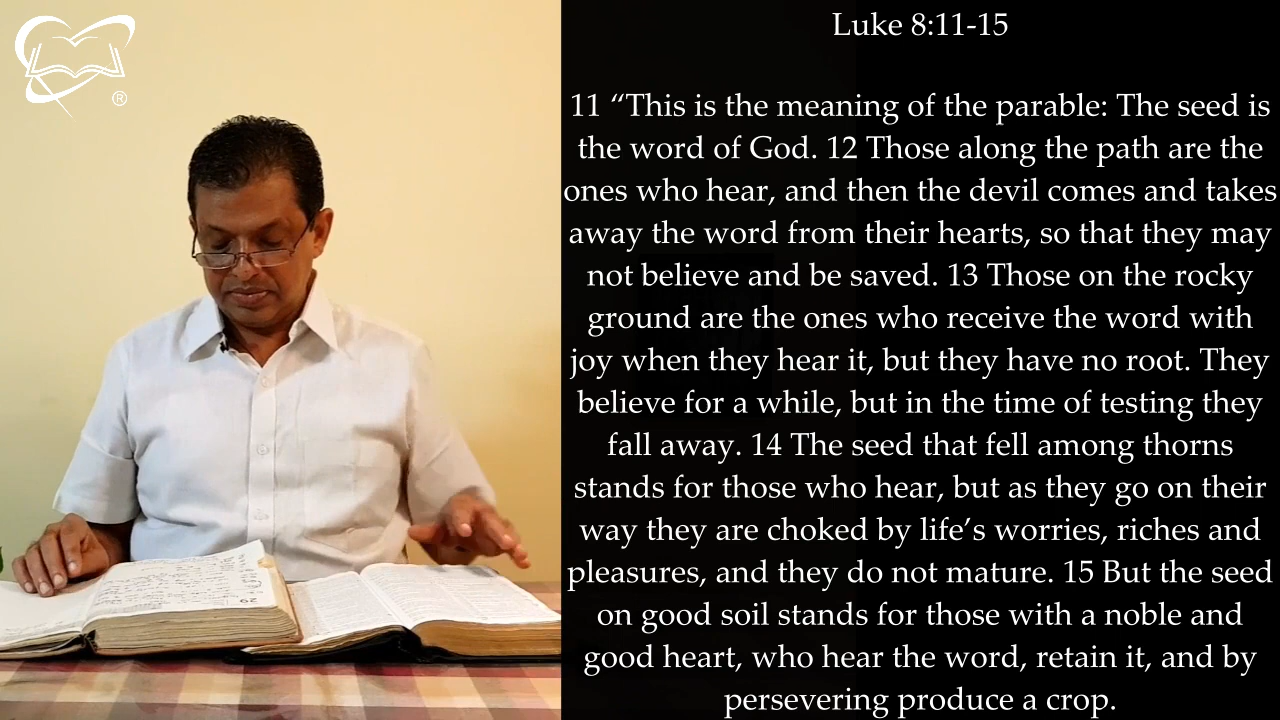 Luke 8:11-15
11 “This is the meaning of the parable: The seed is
the word of God. 12 Those along the path are the
ones who hear, and then the devil comes and takes
away the word from their hearts, so that they may
not believe and be saved. 13 Those on the rocky
ground are the ones who receive the word with
joy when they hear it, but they have no root. They
believe for a while, but in the time of testing they
fall away. 14 The seed that fell among thorns
stands for those who hear, but as they go on their
way they are choked by life’s worries, riches and
pleasures, and they do not mature. 15 But the seed
on good soil stands for those with a noble and
good heart, who hear the word, retain it, and by
persevering produce a crop.
®